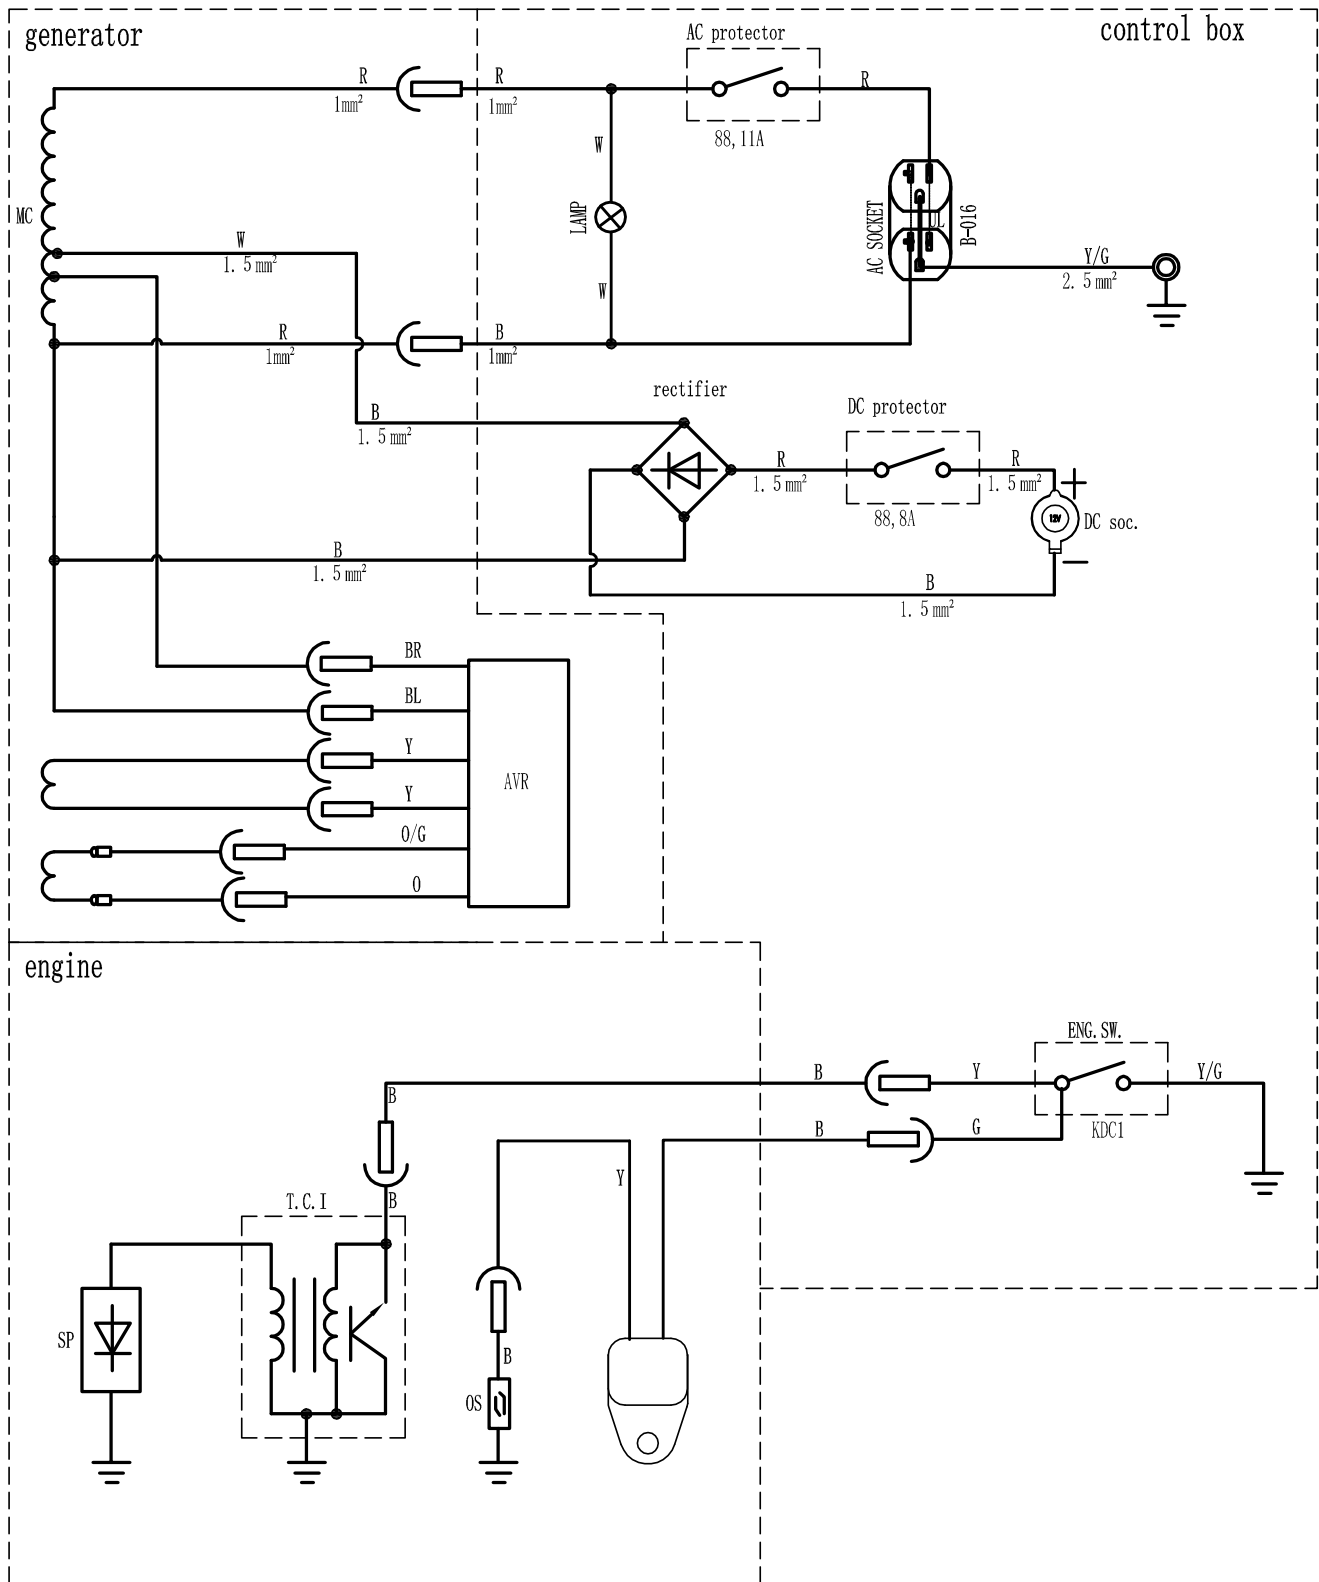 generator
control box
AC protector
R
1mm²
R
1mm²
R
88, 11A
W
MC
LAMP
AC SOCKET
UL
B-016
W
1. 5mm²
Y/G
2. 5mm²
W
R
1mm²
B
1mm²
rectifier
DC protector
B
1. 5mm²
R
1. 5mm²
R
1. 5mm²
+
88, 8A
12V
DC soc.
B
1. 5mm²
—
B
1. 5mm²
BR
BL
Y
AVR
Y
O/G
O
engine
ENG. SW.
B
Y
Y/G
B
B
G
KDC1
Y
B
T. C. I
SP
B
OS